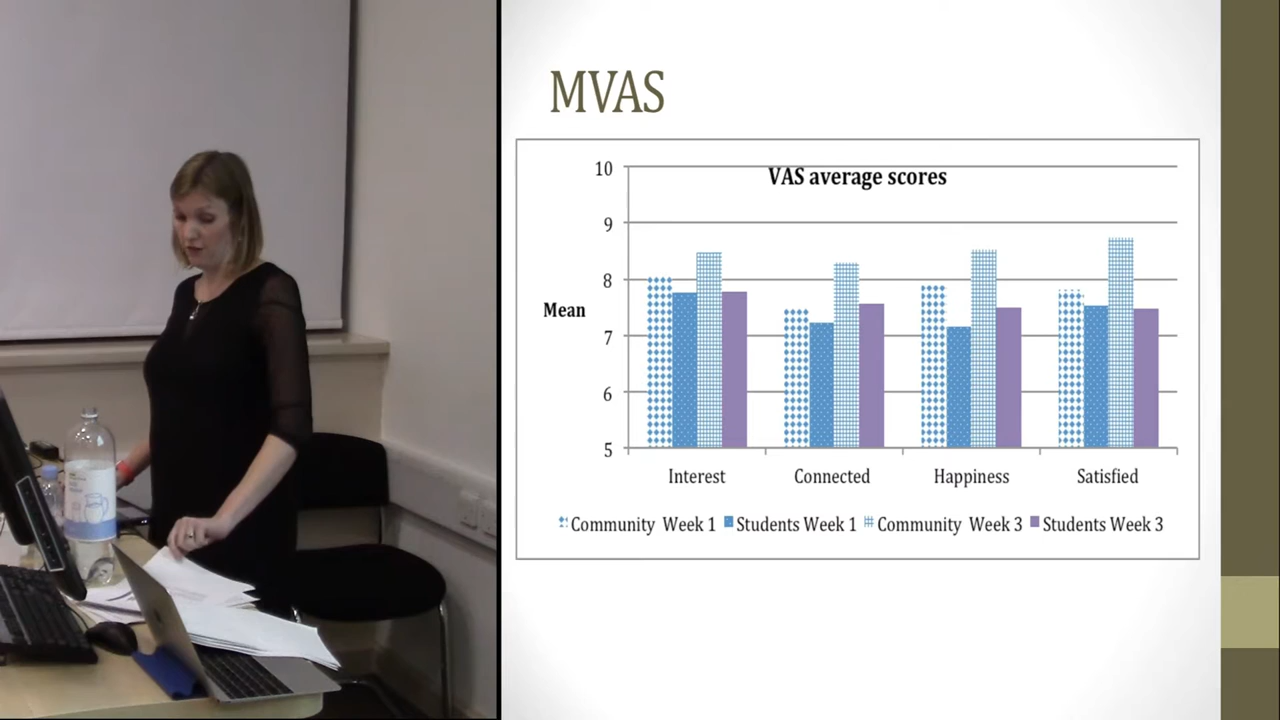 MVAS
VAS average scores
10
9
8
Mean
7
6
5
Interest Connected Happiness Satisfied
Community Week 1 Students Week 1 Community Week 3 Students Week 3